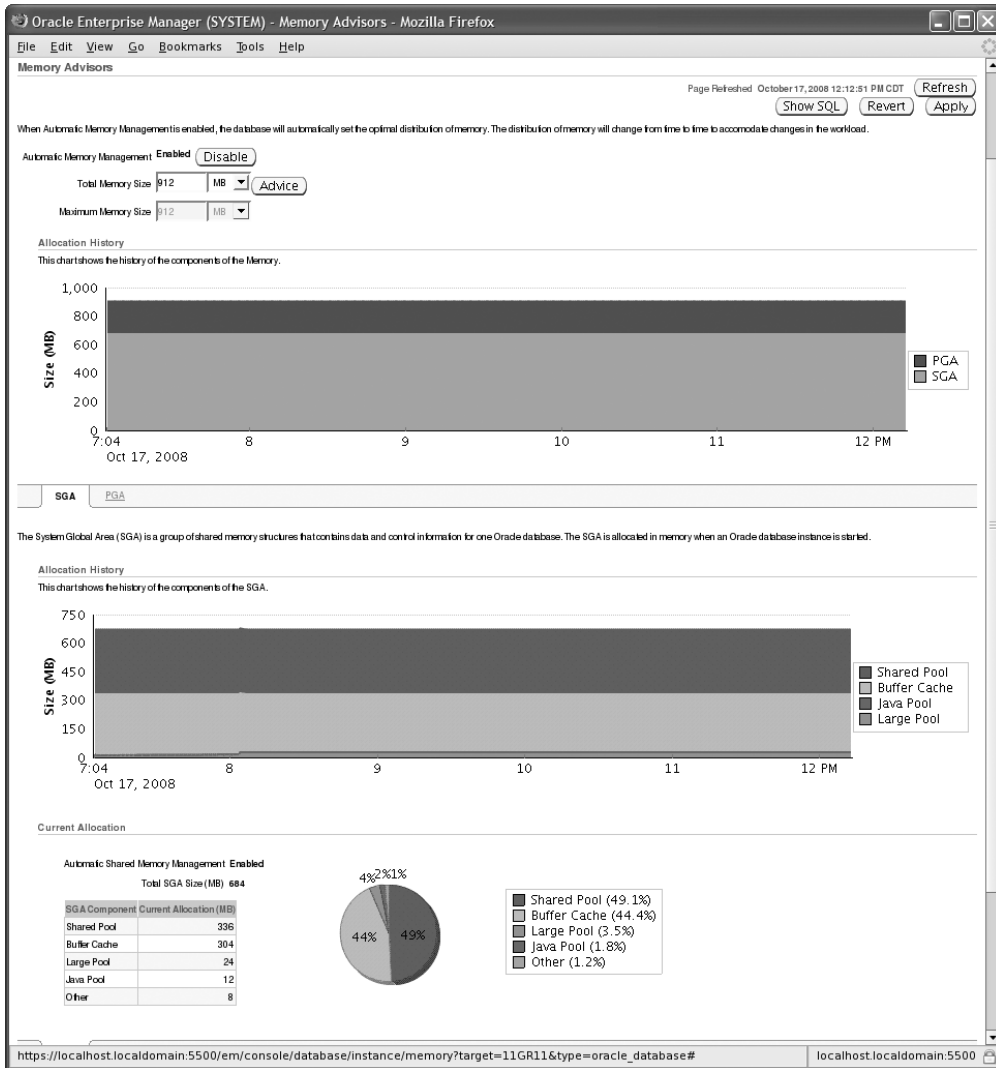 Oracle Enterprise Manager (SYSTEM) - Memory Advisors - Mozilla Firefox
File Edit View Go Bookmarks Tools Help
Memory Advisors
Page Refreshed October 17, 2008 12:12:51 PM CDT Refresh
Show SQL Revert Apply
When Automatic Memory Management is enabled, the database will automatically set the optimal distribution of memory. The distribution of memory will change from time to time to accomodate changes in the workload.
Automatic Memory Management Enabled Disable
Total Memory Size 912 MB Advice
Maximum Memory Size 912 MB
Allocation History
This chart shows the history of the components of the Memory.
1,000
800
600
400
200
0
Size (MB)
7:04 8 9 10 11 12 PM
Oct 17, 2008
PGA
SGA
SGA PGA
The System Global Area (SGA) is a group of shared memory structures that contains data and control information for one Oracle database. The SGA is allocated in memory when an Oracle database instance is started.
Allocation History
This chart shows the history of the components of the SGA.
750
600
450
300
150
0
Size (MB)
7:04 8 9 10 11 12 PM
Oct 17, 2008
Shared Pool
Buffer Cache
Java Pool
Large Pool
Current Allocation
Automatic Shared Memory Management Enabled
Total SGA Size (MB) 684
SGA Component Current Allocation (MB)
Shared Pool 336
Buffer Cache 304
Large Pool 24
Java Pool 12
Other 8
4% 2% 1%
44% 49%
Shared Pool (49.1%)
Buffer Cache (44.4%)
Large Pool (3.5%)
Java Pool (1.8%)
Other (1.2%)
https://localhost.localdomain:5500/em/console/database/instance/memory?target=11GR11&type=oracle_database# localhost.localdomain:5500